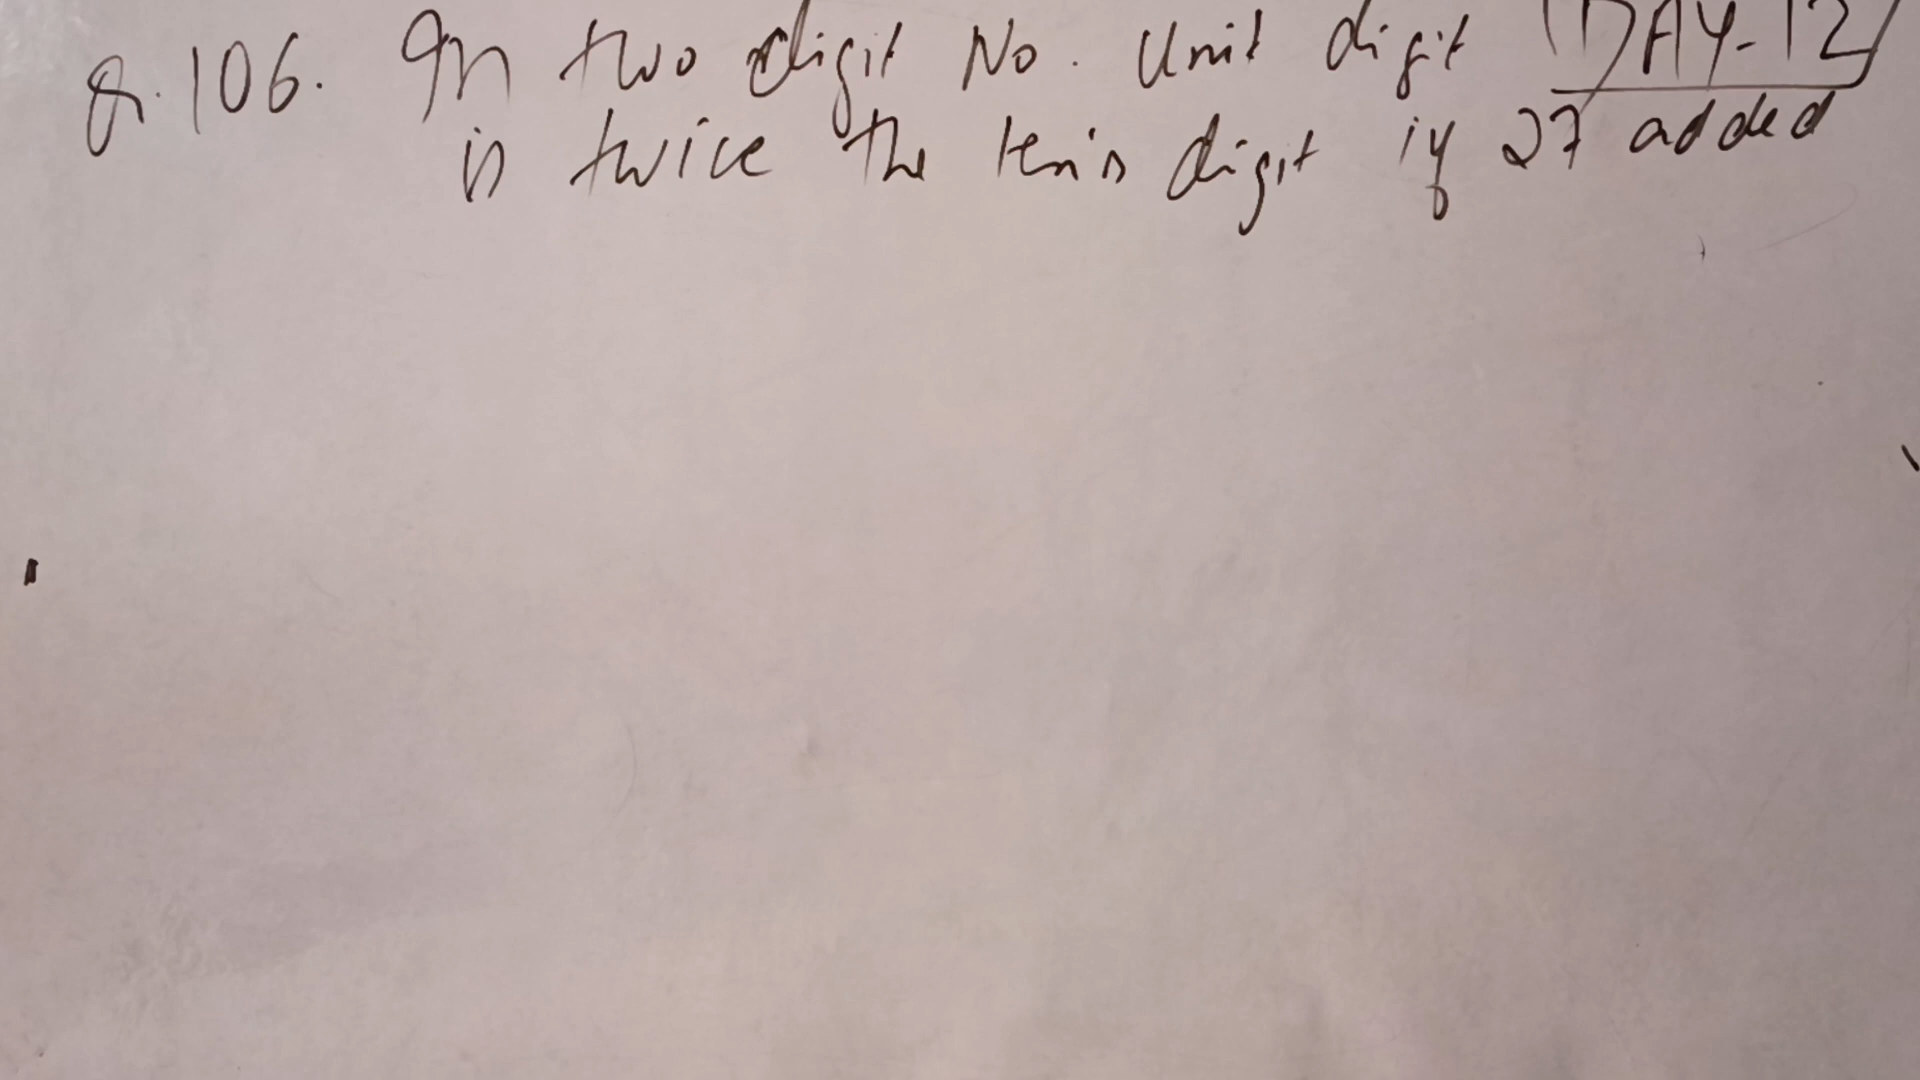 Q.106. In two digit No. Unit digit DAY-12
is twice the ten's digit if 27 added